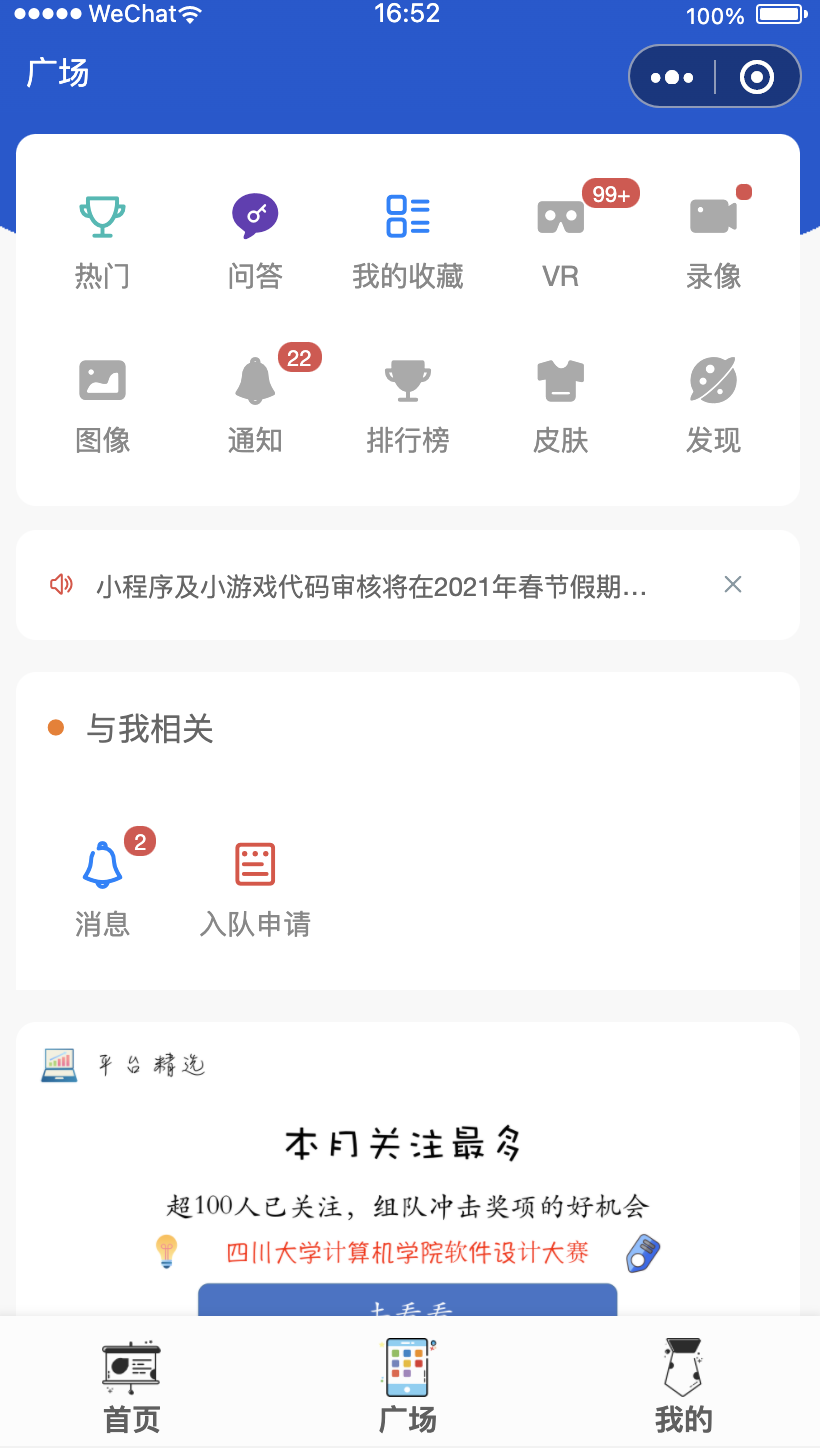 WeChat 16:52 100%
广场
99+
热门 问答 我的收藏 VR 录像
22
图像 通知 排行榜 皮肤 发现
小程序及小游戏代码审核将在2021年春节假期...
与我相关
2
消息 入队申请
平台精选
本月关注最多
超100人已关注，组队冲击奖项的好机会
四川大学计算机学院软件设计大赛
首页 广场 我的